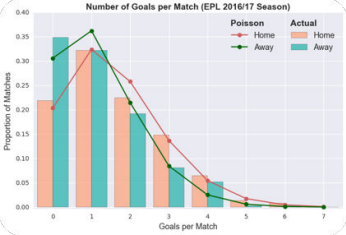 Number of Goals per Match (EPL 2016/17 Season)
Poisson Actual
Home Home
Away Away
Proportion of Matches
0.40
0.35
0.30
0.25
0.20
0.15
0.10
0.05
0.00
0 1 2 3 4 5 6 7
Goals per Match